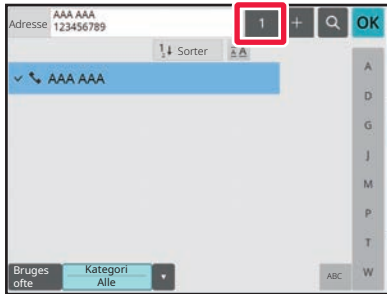 Adresse
AAA AAA
123456789
1
OK
Sorter
AAA AAA
A
D
G
J
M
P
T
W
Bruges
ofte
Kategori
Alle
ABC